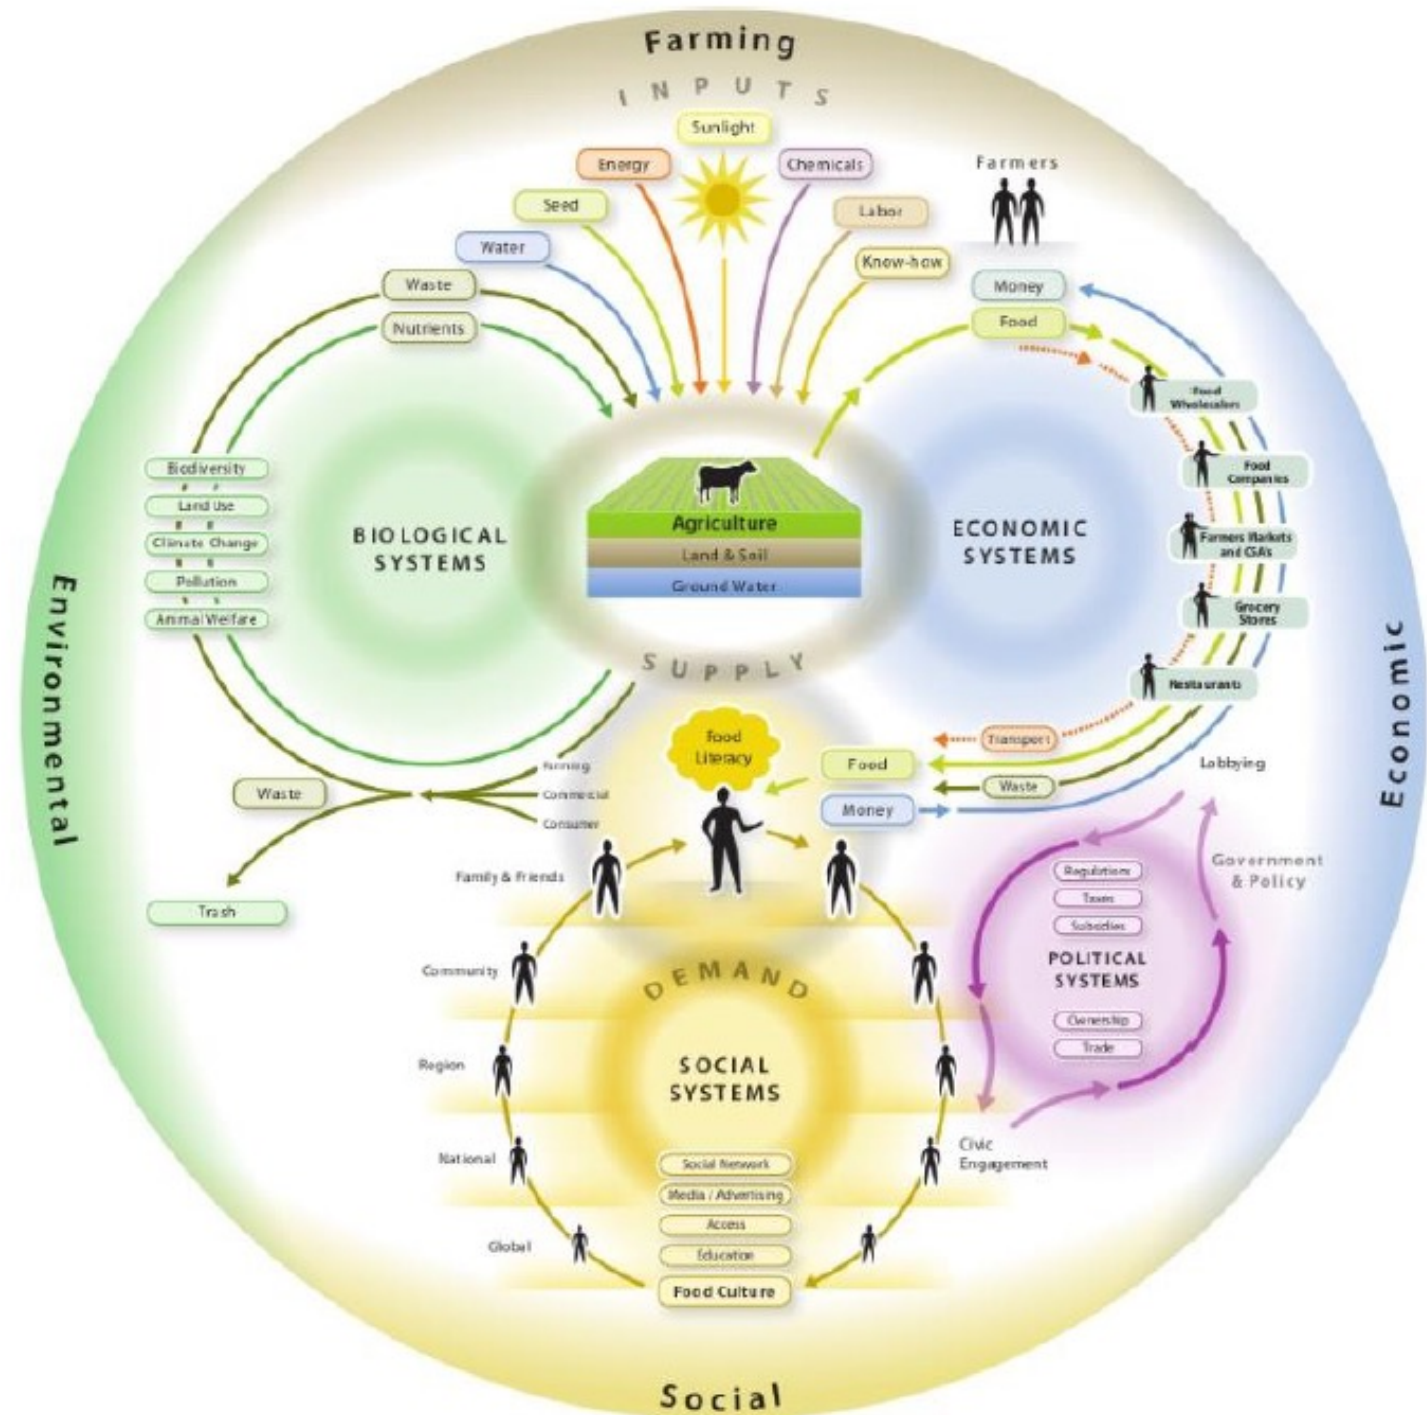 Farming
INPUTS
Sunlight
Energy
Chemicals
Farmers
Seed
Labor
Water
Know-how
Waste
Money
Nutrients
Food
Food
Wholesalers
Biodiversity
Food
Companies
Land Use
Agriculture
BIOLOGICAL
SYSTEMS
ECONOMIC
SYSTEMS
Climate Change
Farmers Markets
and CSA's
Land & Soil
Pollution
Ground Water
Grocery
Stores
Animal Welfare
Environmental
Economic
SUPPLY
Restaurants
Food
Literacy
Transport
Food
Lobbying
Farming
Waste
Commercial
Waste
Money
Consumer
Family & Friends
Government
& Policy
Regulations
Trash
Taxes
Subsidies
POLITICAL
SYSTEMS
Community
DEMAND
Ownership
Trade
Region
SOCIAL
SYSTEMS
National
Civic
Engagement
Social Network
Media / Advertising
Access
Global
Education
Food Culture
Social